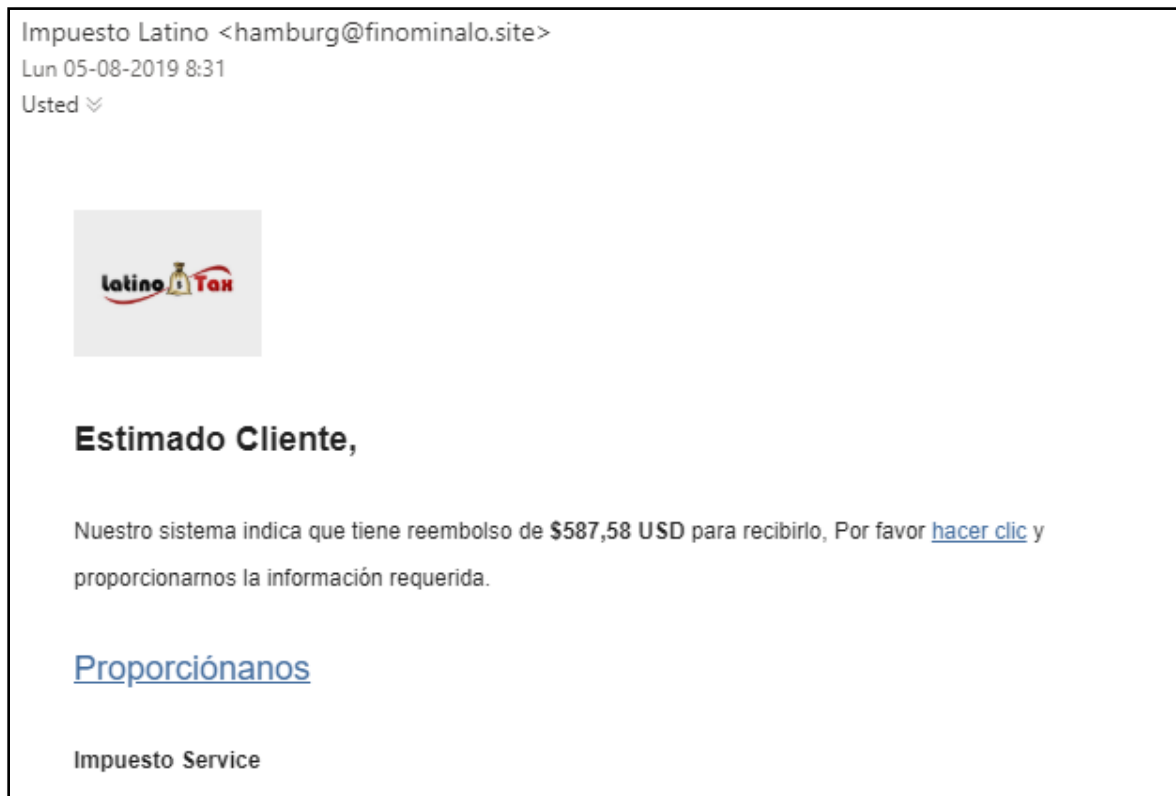 Impuesto Latino <hamburg@finominalo.site>
Lun 05-08-2019 8:31
Usted
latino Tax
Estimado Cliente,
Nuestro sistema indica que tiene reembolso de $587,58 USD para recibirlo, Por favor hacer clic y
proporcionarnos la información requerida.
Proporciónanos
Impuesto Service